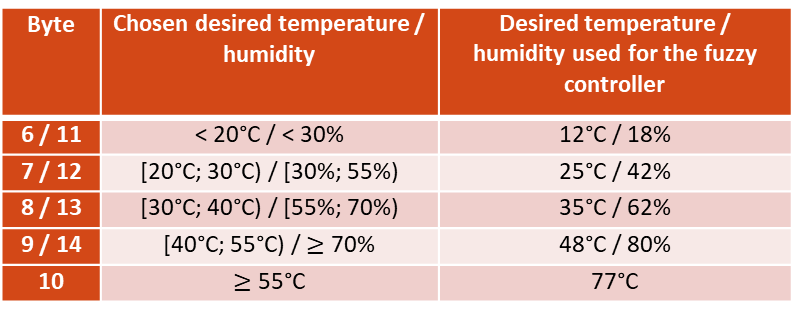 Byte
Chosen desired temperature /
humidity
Desired temperature /
humidity used for the fuzzy
controller
6 / 11
< 20°C / < 30%
12°C / 18%
7 / 12
[20°C; 30°C) / [30%; 55%)
25°C / 42%
8 / 13
[30°C; 40°C) / [55%; 70%)
35°C / 62%
9 / 14
[40°C; 55°C) / ≥ 70%
48°C / 80%
10
≥ 55°C
77°C